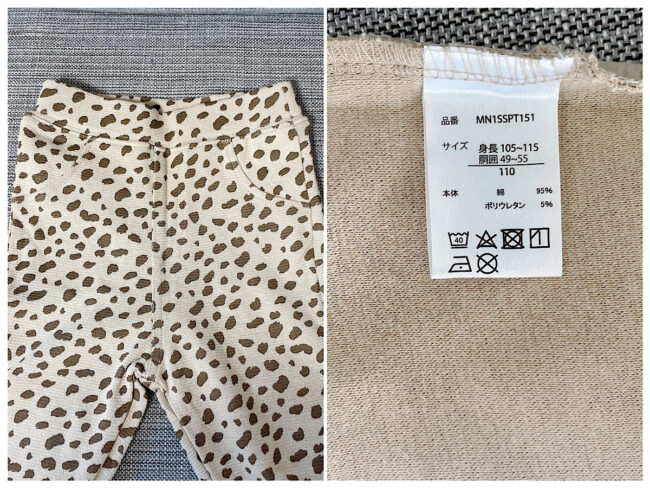 品番 MN1SSPT151
サイズ 身長 105~115
胴囲 49~55
110
本体 綿 95%
ポリウレタン 5%
40